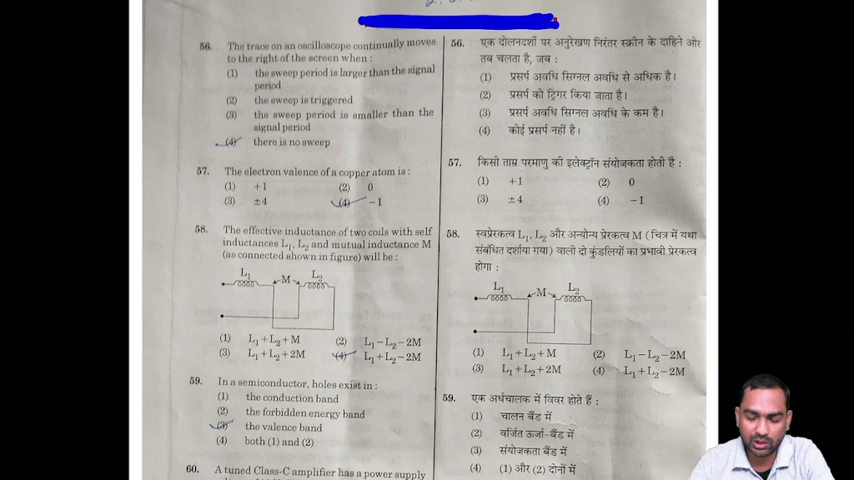 56. The trace on an oscilloscope continually moves
to the right of the screen when :
(1) the sweep period is larger than the signal
period
(2) the sweep is triggered
(3) the sweep period is smaller than the
signal period
(4) there is no sweep
57. The electron valence of a copper atom is :
(1) +1 (2) 0
(3) ±4 (4) −1
58. The effective inductance of two coils with self
inductances L₁, L₂ and mutual inductance M
(as connected shown in figure) will be :
L₁ M L₂
(1) L₁+L₂+M (2) L₁−L₂−2M
(3) L₁+L₂+2M (4) L₁+L₂−2M
59. In a semiconductor, holes exist in :
(1) the conduction band
(2) the forbidden energy band
(3) the valence band
(4) both (1) and (2)
60. A tuned Class-C amplifier has a power supply
56. एक दोलनदर्शी पर अनुरेखण निरंतर स्क्रीन के दाहिने ओर
तब चलता है, जब :
(1) प्रसर्प अवधि सिग्नल अवधि से अधिक है।
(2) प्रसर्प को ट्रिगर किया जाता है।
(3) प्रसर्प अवधि सिग्नल अवधि के कम है।
(4) कोई प्रसर्प नहीं है।
57. किसी ताम्र परमाणु की इलेक्ट्रॉन संयोजकता होती है :
(1) +1 (2) 0
(3) ±4 (4) −1
58. स्वप्रेरकत्व L₁, L₂ और अन्योन्य प्रेरकत्व M (चित्र में यथा
संबंधित दर्शाया गया) वाली दो कुंडलियों का प्रभावी प्रेरकत्व
होगा :
L₁ M L₂
(1) L₁+L₂+M (2) L₁−L₂−2M
(3) L₁+L₂+2M (4) L₁+L₂−2M
59. एक अर्धचालक में विवर होते हैं :
(1) चालन बैंड में
(2) वर्जित ऊर्जा-बैंड में
(3) संयोजकता बैंड में
(4) (1) और (2) दोनों में